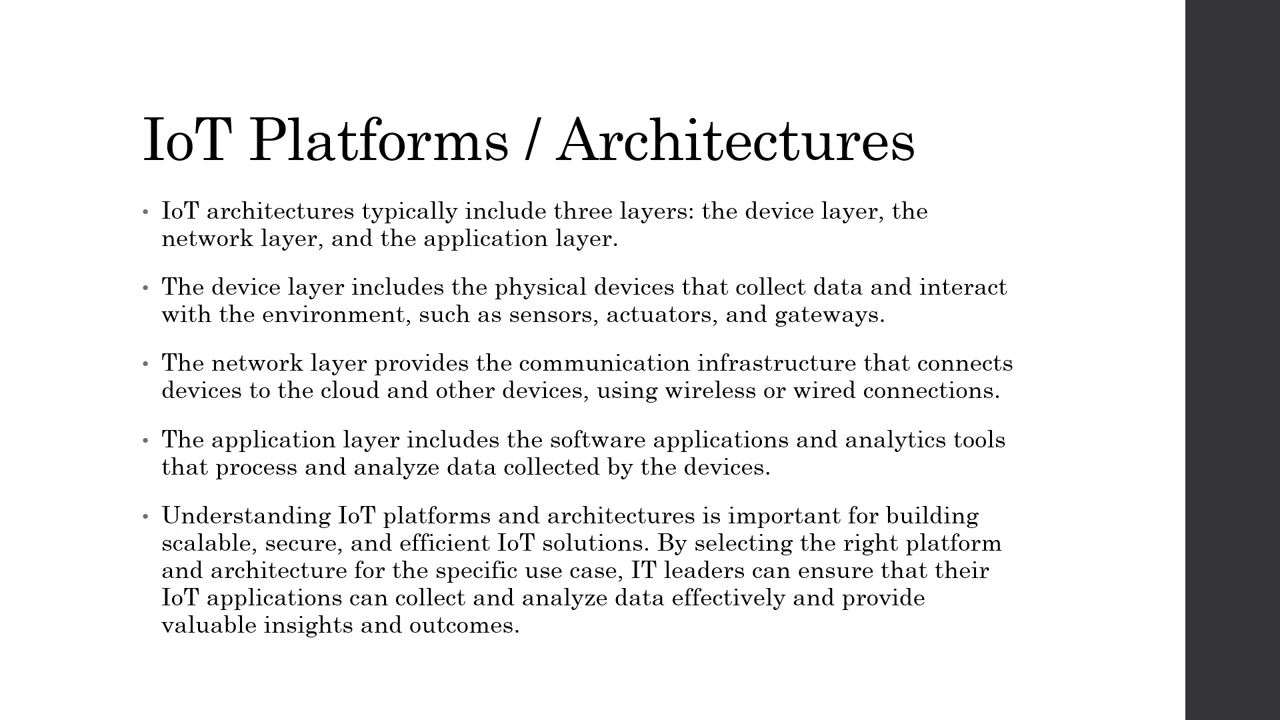 IoT Platforms / Architectures
• IoT architectures typically include three layers: the device layer, the
network layer, and the application layer.
• The device layer includes the physical devices that collect data and interact
with the environment, such as sensors, actuators, and gateways.
• The network layer provides the communication infrastructure that connects
devices to the cloud and other devices, using wireless or wired connections.
• The application layer includes the software applications and analytics tools
that process and analyze data collected by the devices.
• Understanding IoT platforms and architectures is important for building
scalable, secure, and efficient IoT solutions. By selecting the right platform
and architecture for the specific use case, IT leaders can ensure that their
IoT applications can collect and analyze data effectively and provide
valuable insights and outcomes.